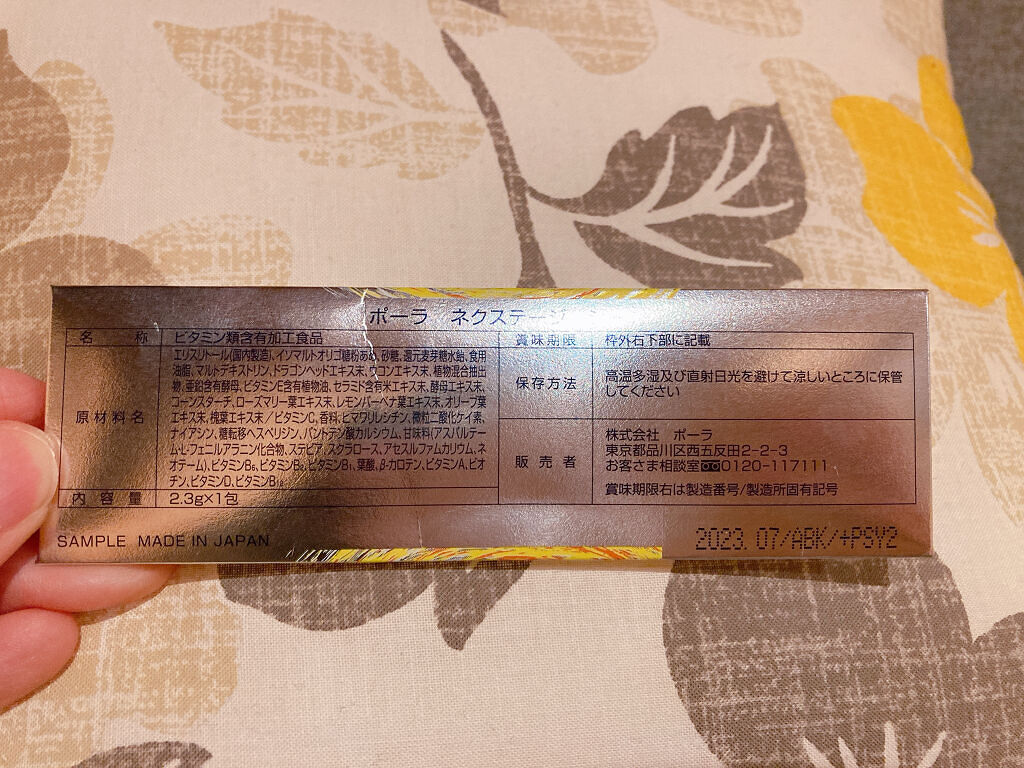 ポーラ ネクステージ
名 称 ビタミン類含有加工食品
原材料名 エリスリトール(国内製造)、イソマルトオリゴ糖粉あめ、砂糖、還元麦芽糖水飴、食用
油脂、マルトデキストリン、ドラゴンヘッドエキス末、ウコンエキス末、植物混合抽出
物、亜鉛含有酵母、ビタミンE含有植物油、セラミド含有米エキス末、酵母エキス末、
コーンスターチ、ローズマリー葉エキス末、レモンバーベナ葉エキス末、オリーブ葉
エキス末、槐葉エキス末／ビタミンC、香料、ヒマワリレシチン、微粒二酸化ケイ素、
ナイアシン、糖転移ヘスペリジン、パントテン酸カルシウム、甘味料(アスパルテー
ム・L-フェニルアラニン化合物、ステビア、スクラロース、アセスルファムカリウム、ネ
オテーム)、ビタミンB₆、ビタミンB₂、ビタミンB₁、葉酸、β-カロテン、ビタミンA、ビオ
チン、ビタミンD、ビタミンB₁₂
内 容 量 2.3g×1包
賞味期限 枠外右下部に記載
保存方法 高温多湿及び直射日光を避けて涼しいところに保管
してください
販 売 者 株式会社 ポーラ
東京都品川区西五反田2-2-3
お客さま相談室 0120-117111
賞味期限右は製造番号/製造所固有記号
SAMPLE MADE IN JAPAN
2023. 07/ABK/+PSY2